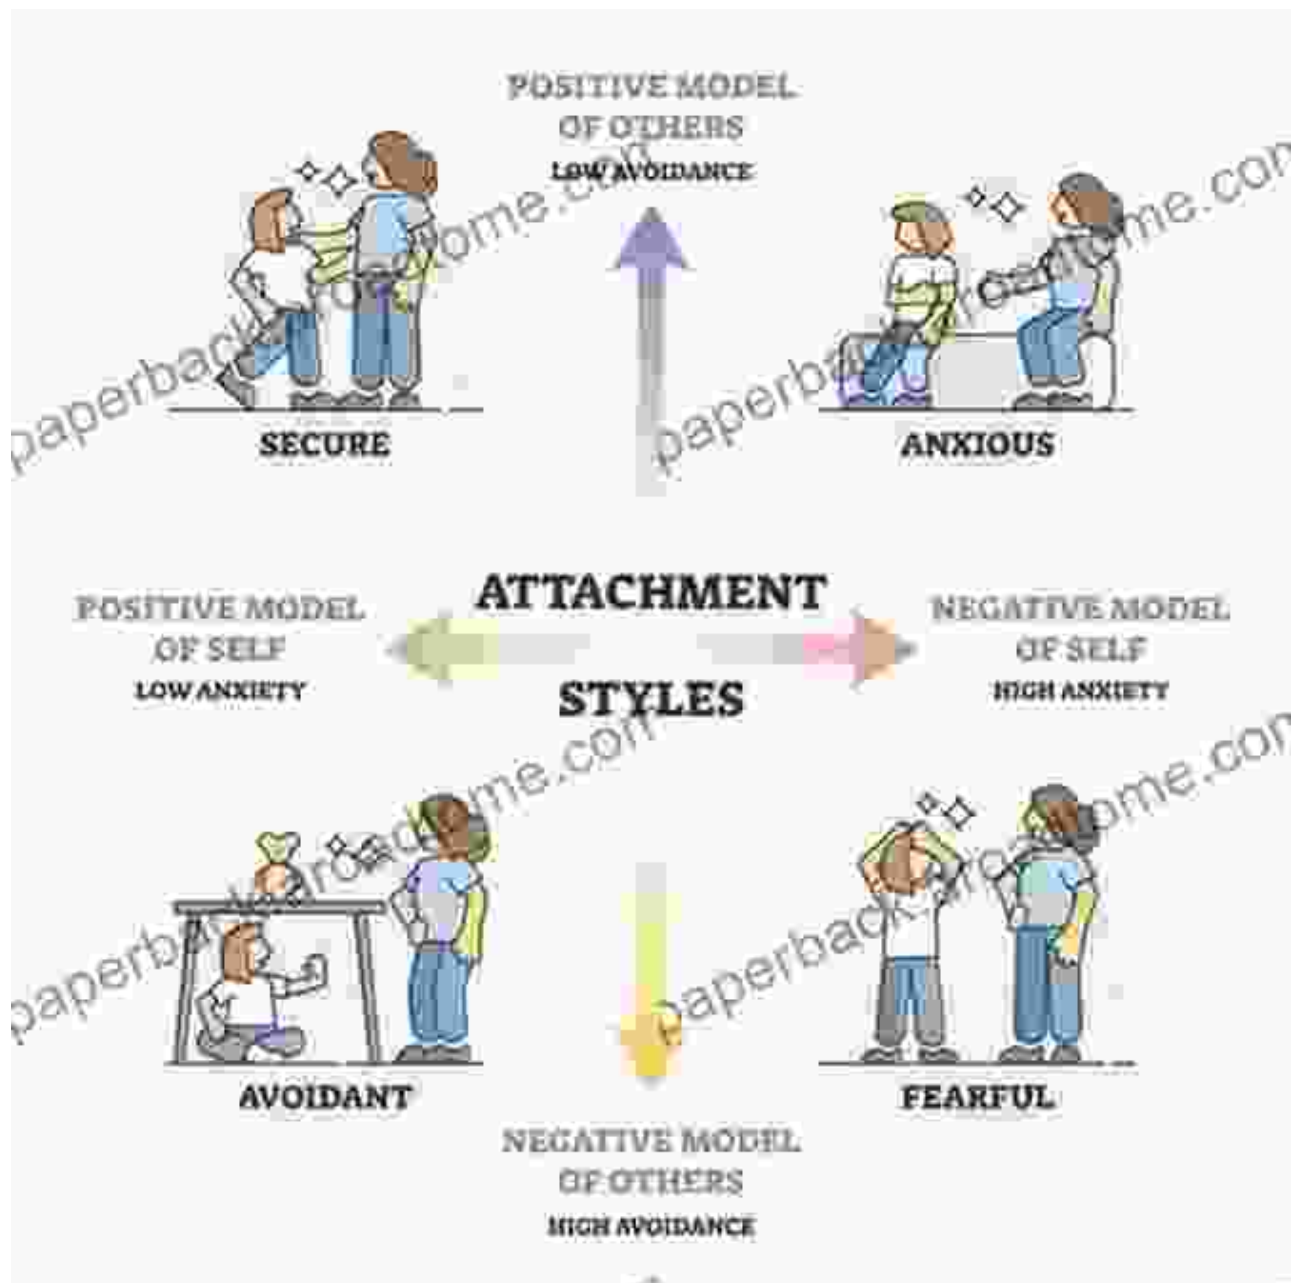 POSITIVE MODEL
OF OTHERS
LOW AVOIDANCE
SECURE
ANXIOUS
ATTACHMENT
STYLES
POSITIVE MODEL
OF SELF
LOW ANXIETY
NEGATIVE MODEL
OF SELF
HIGH ANXIETY
AVOIDANT
FEARFUL
NEGATIVE MODEL
OF OTHERS
HIGH AVOIDANCE